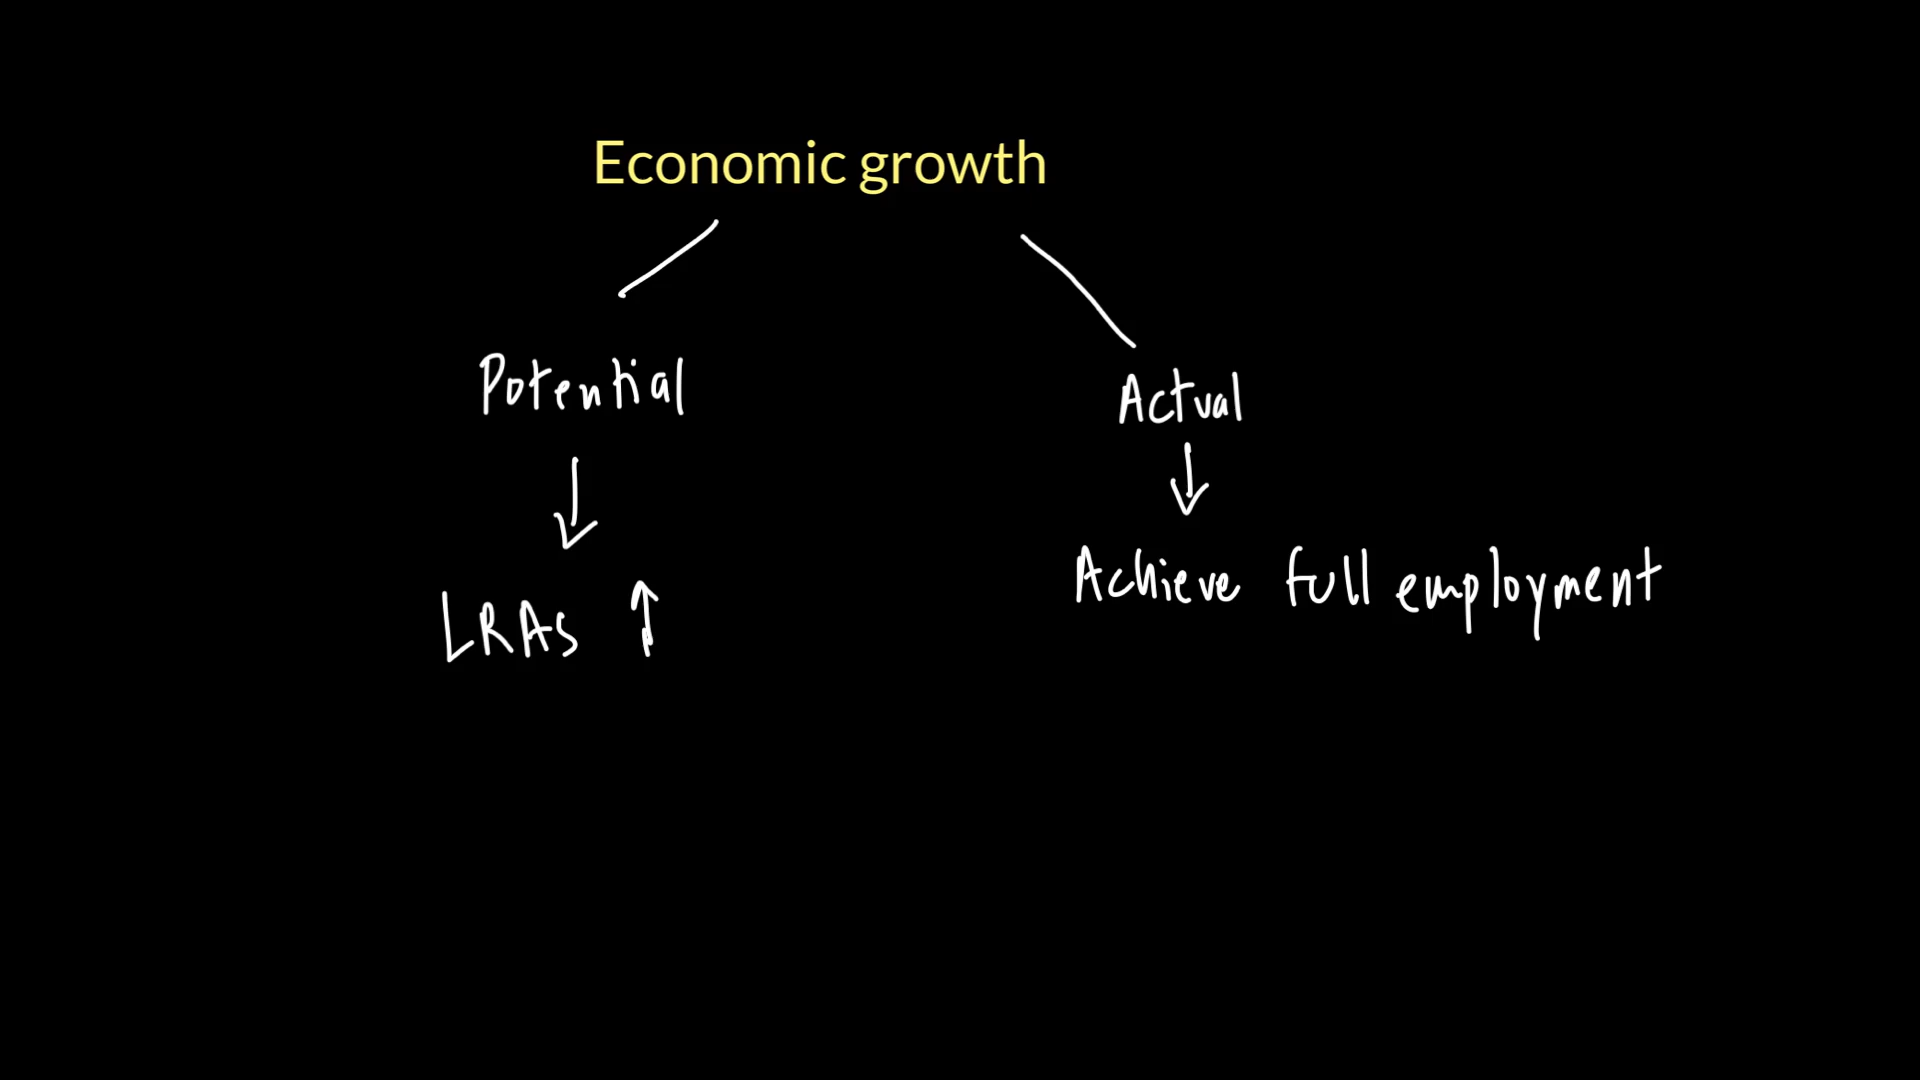 Economic growth
Potential
Actual
LRAS ↑
Achieve full employment